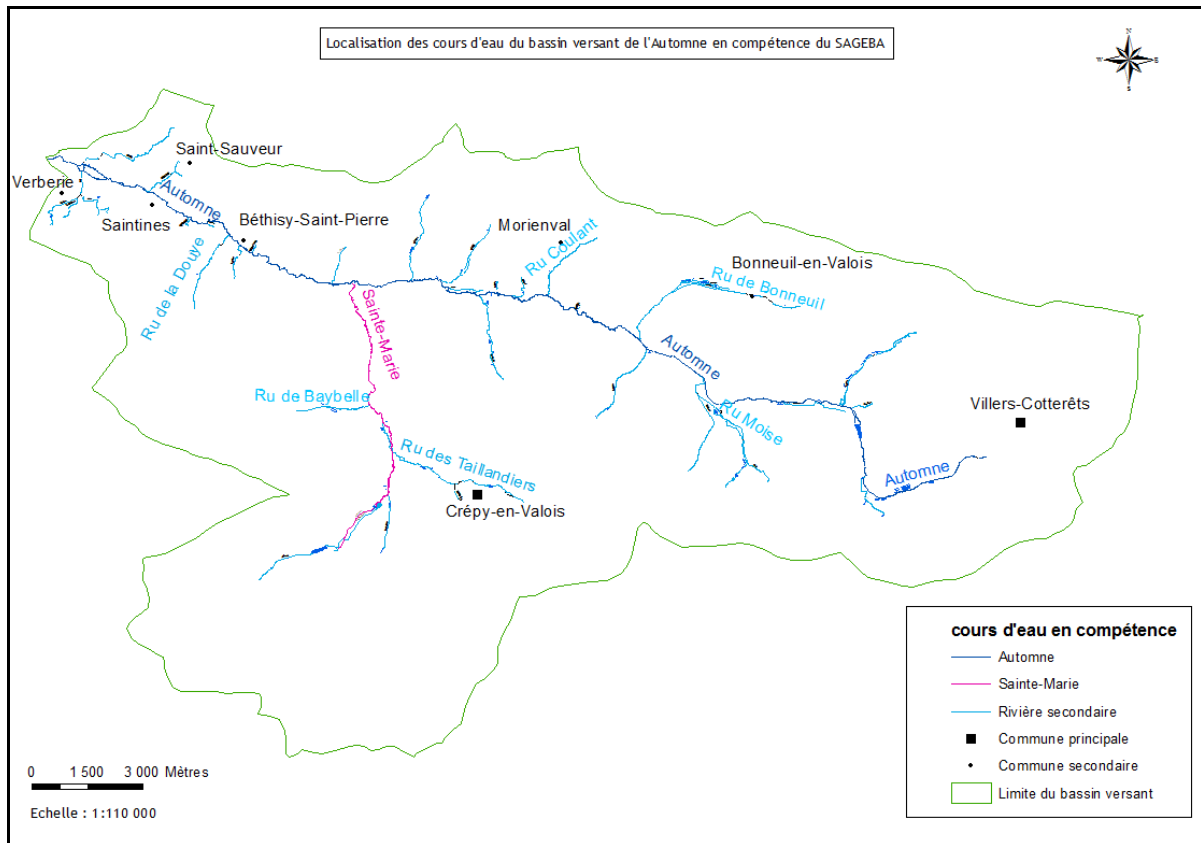 Localisation des cours d'eau du bassin versant de l'Automne en compétence du SAGEBA
N
W
E
S
Saint-Sauveur
Verberie
Automne
Saintines
Béthisy-Saint-Pierre
Morienval
Ru Coulant
Ru de la Douye
Bonneuil-en-Valois
Ru de Bonneuil
Sainte-Marie
Automne
Ru de Baybelle
Villers-Cotterêts
Ru Moise
Ru des Taillandiers
Automne
Crépy-en-Valois
cours d'eau en compétence
Automne
Sainte-Marie
Rivière secondaire
Commune principale
Commune secondaire
Limite du bassin versant
0 1 500 3 000 Mètres
Echelle : 1:110 000